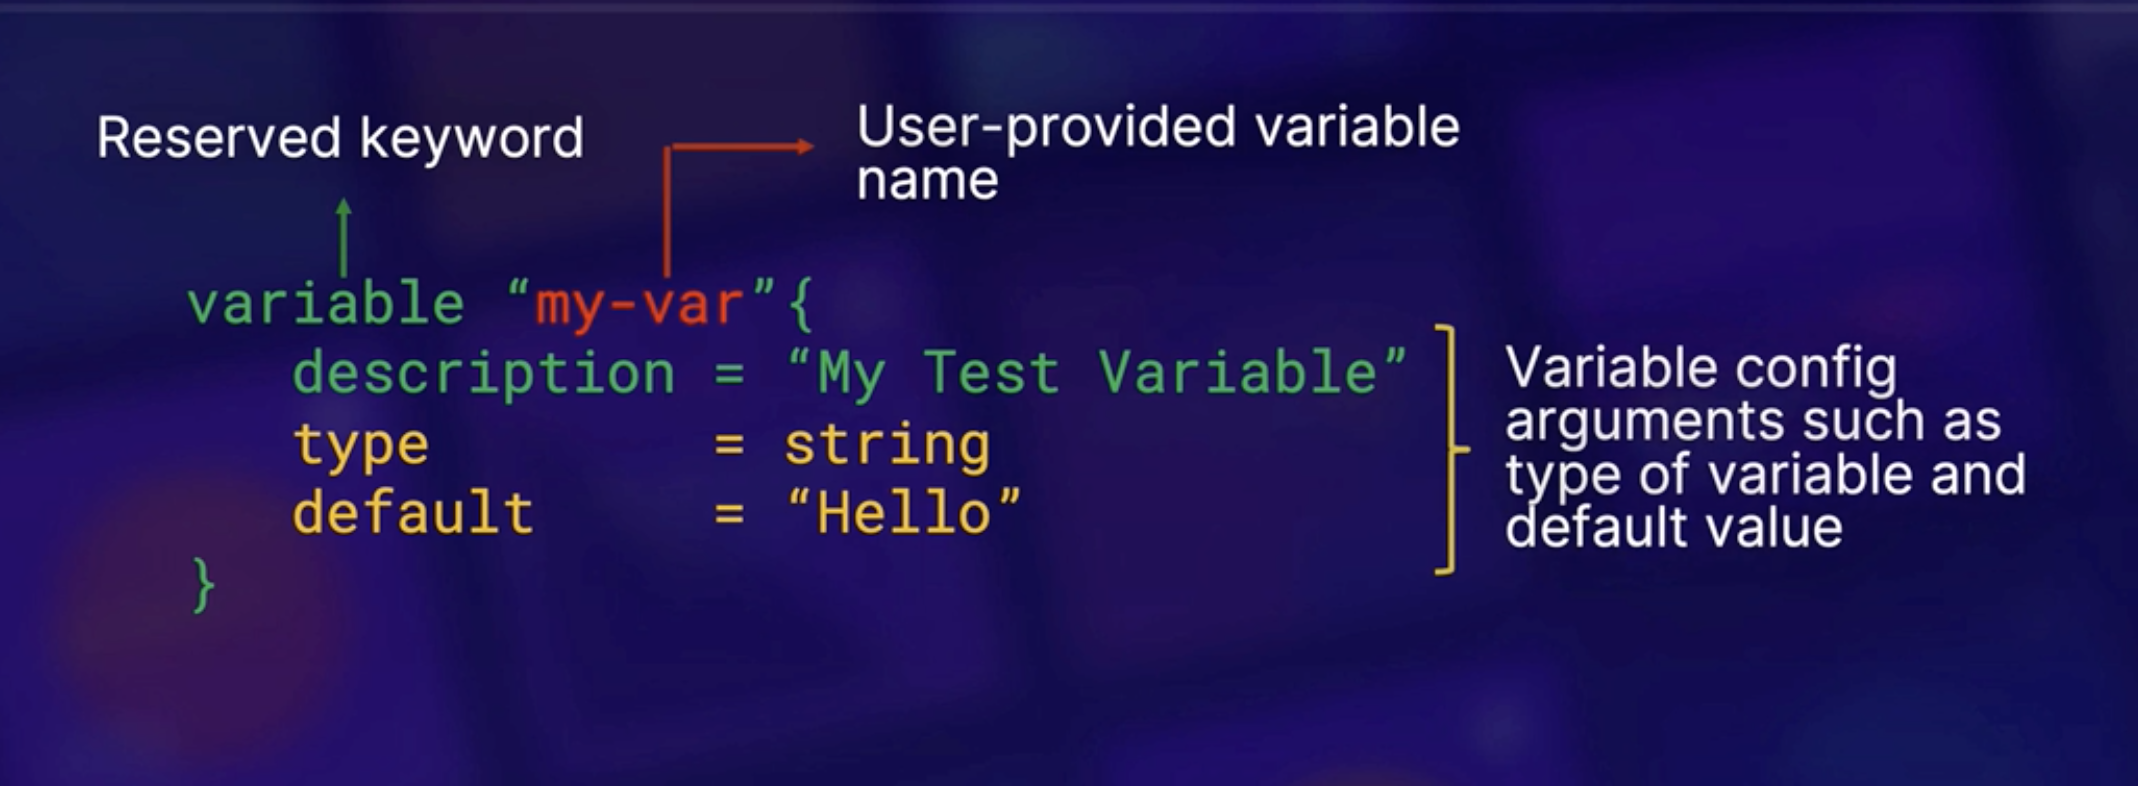 Reserved keyword
User-provided variable
name
variable “my-var”{
description = “My Test Variable”
type = string
default = “Hello”
}
Variable config
arguments such as
type of variable and
default value